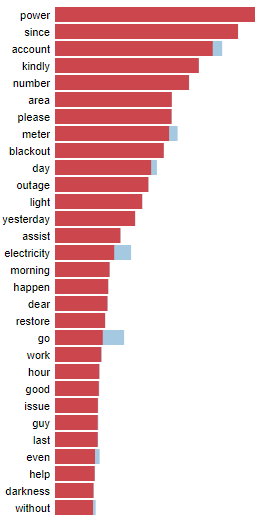 power
since
account
kindly
number
area
please
meter
blackout
day
outage
light
yesterday
assist
electricity
morning
happen
dear
restore
go
work
hour
good
issue
guy
last
even
help
darkness
without